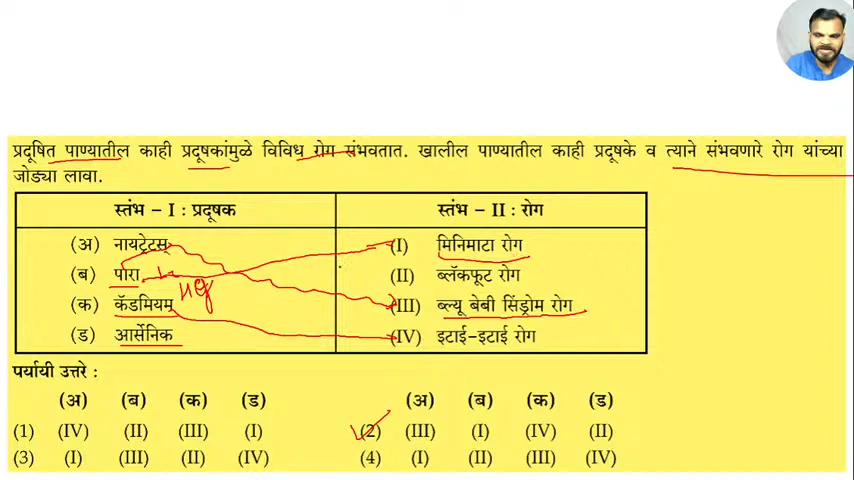 प्रदूषित पाण्यातील काही प्रदूषकांमुळे विविध रोग संभवतात. खालील पाण्यातील काही प्रदूषके व त्याने संभवणारे रोग यांच्या
जोड्या लावा.
स्तंभ – I : प्रदूषक स्तंभ – II : रोग
(अ) नायट्रेटस् (I) मिनिमाटा रोग
(ब) पारा Hg (II) ब्लॅकफूट रोग
(क) कॅडमियम् (III) ब्ल्यू बेबी सिंड्रोम रोग
(ड) आर्सेनिक (IV) इटाई-इटाई रोग
पर्यायी उत्तरे :
(अ) (ब) (क) (ड) (अ) (ब) (क) (ड)
(1) (IV) (II) (III) (I) (2) (III) (I) (IV) (II)
(3) (I) (III) (II) (IV) (4) (I) (II) (III) (IV)